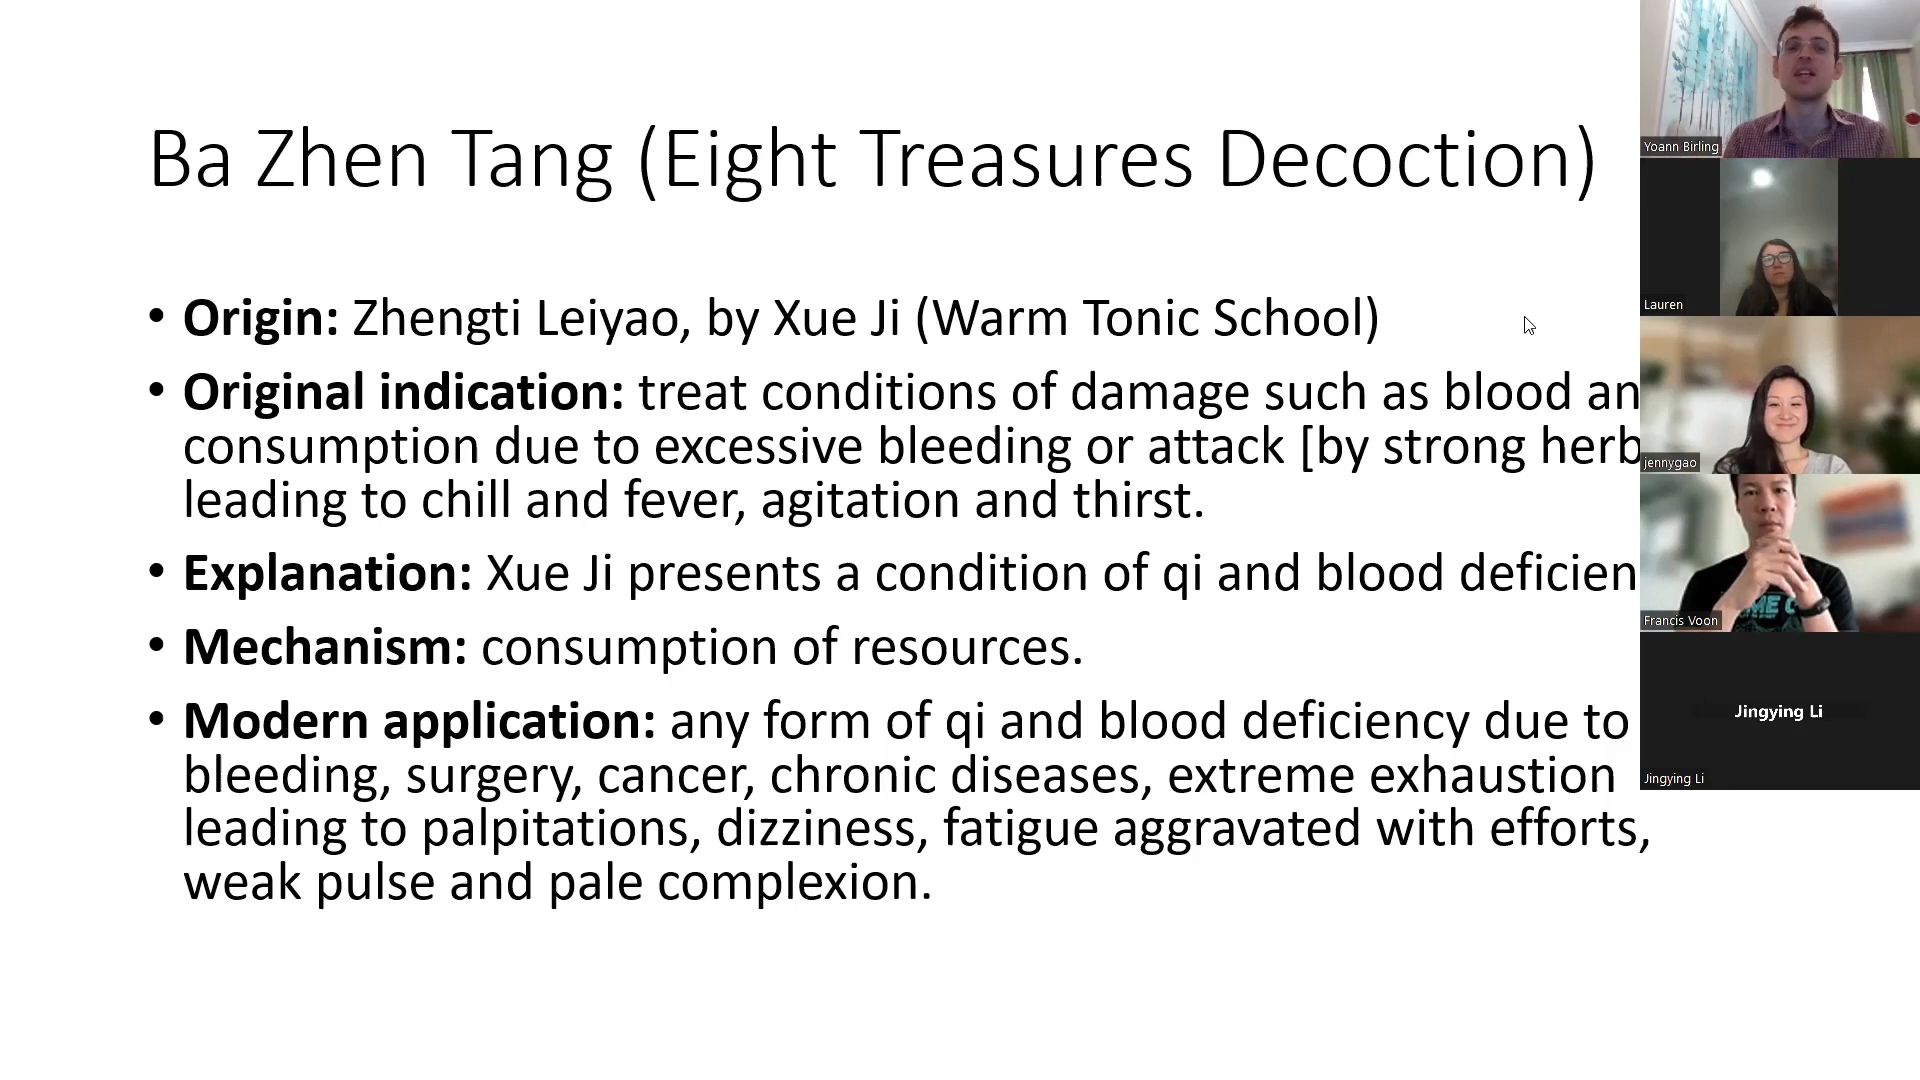 Ba Zhen Tang (Eight Treasures Decoction)
• Origin: Zhengti Leiyao, by Xue Ji (Warm Tonic School)
• Original indication: treat conditions of damage such as blood an
consumption due to excessive bleeding or attack [by strong herb
leading to chill and fever, agitation and thirst.
• Explanation: Xue Ji presents a condition of qi and blood deficien
• Mechanism: consumption of resources.
• Modern application: any form of qi and blood deficiency due to
bleeding, surgery, cancer, chronic diseases, extreme exhaustion
leading to palpitations, dizziness, fatigue aggravated with efforts,
weak pulse and pale complexion.
Yoann Birling
Lauren
jennygao
Francis Voon
Jingying Li
Jingying Li